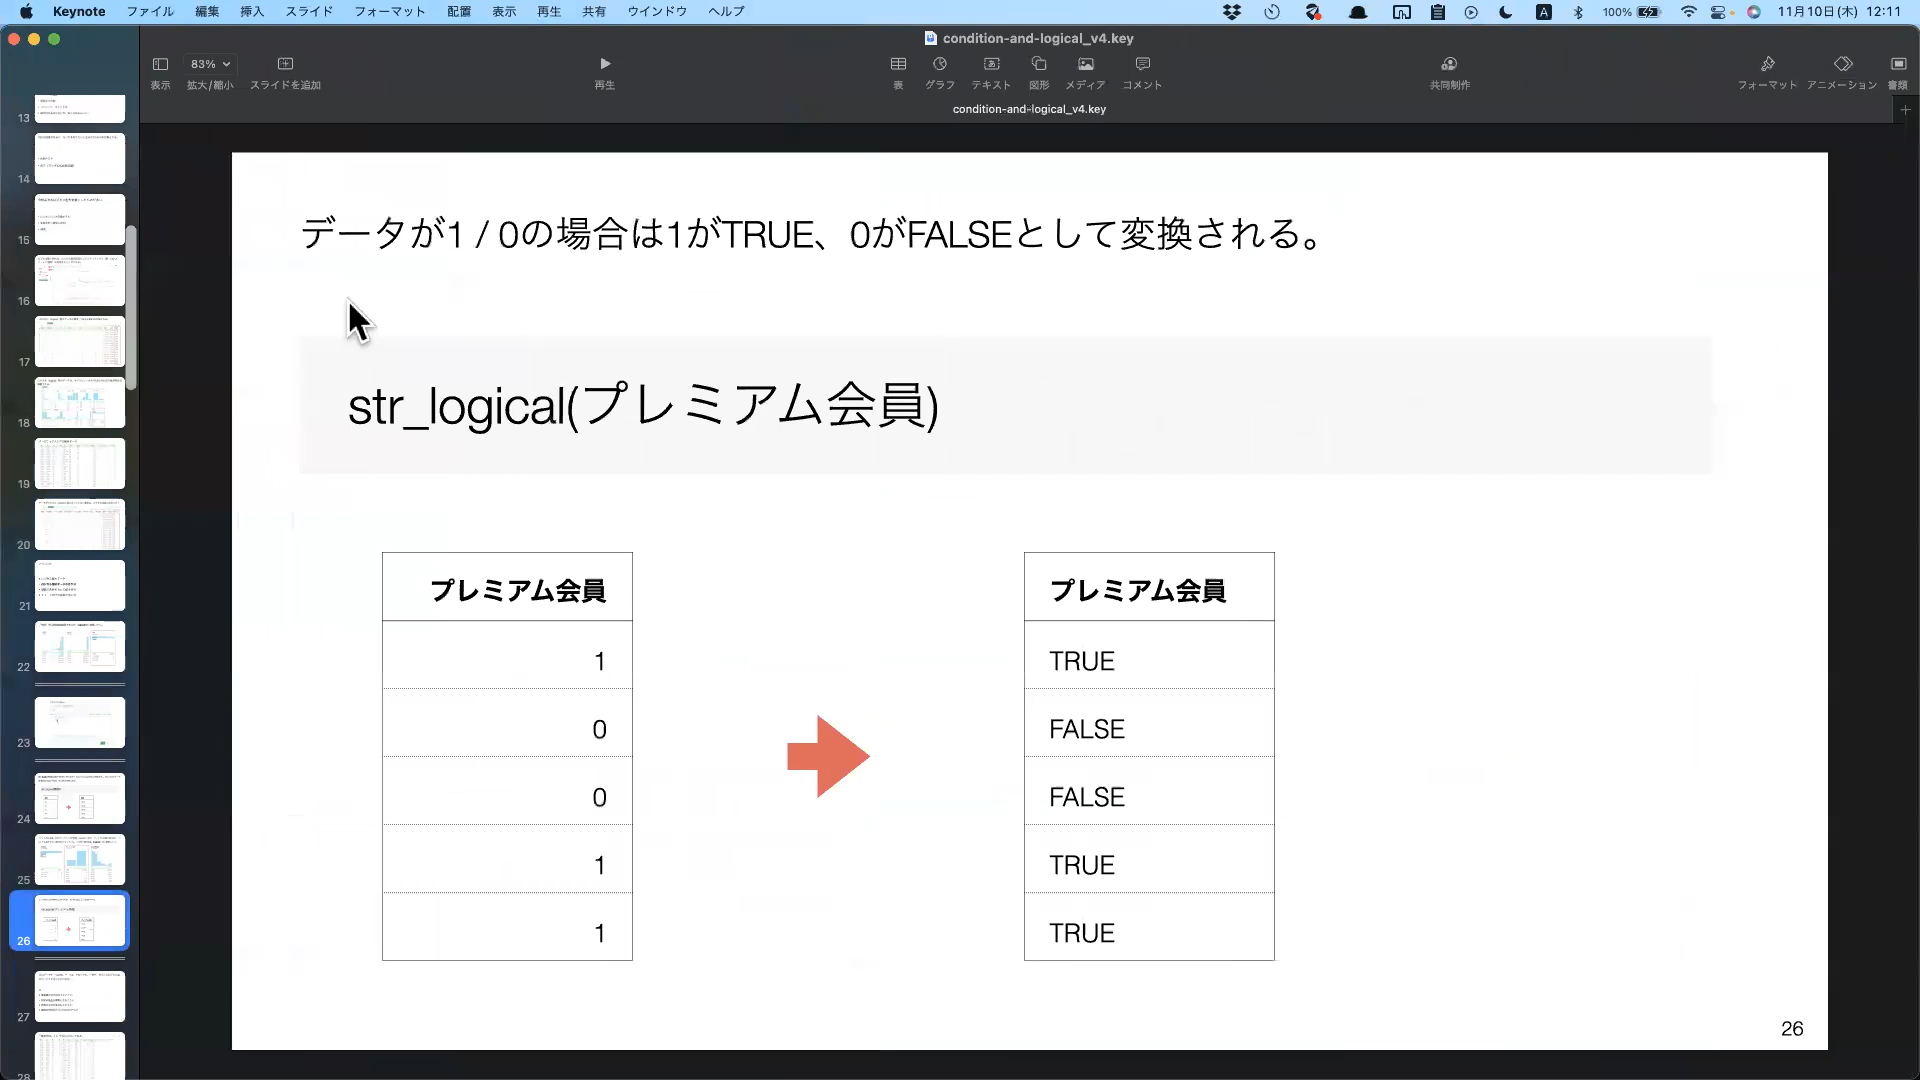 Keynote ファイル 編集 挿入 スライド フォーマット 配置 表示 再生 共有 ウインドウ ヘルプ
A 100% 11月10日(木) 12:11
condition-and-logical_v4.key
83%
表示 拡大/縮小 スライドを追加 再生 表 グラフ テキスト 図形 メディア コメント 共同制作 フォーマット アニメーション 書類
condition-and-logical_v4.key
13
14
15
16
17
18
19
20
21
22
23
24
25
26
27
28
データが1 / 0の場合は1がTRUE、0がFALSEとして変換される。
str_logical(プレミアム会員)
プレミアム会員
1
0
0
1
1
プレミアム会員
TRUE
FALSE
FALSE
TRUE
TRUE
26